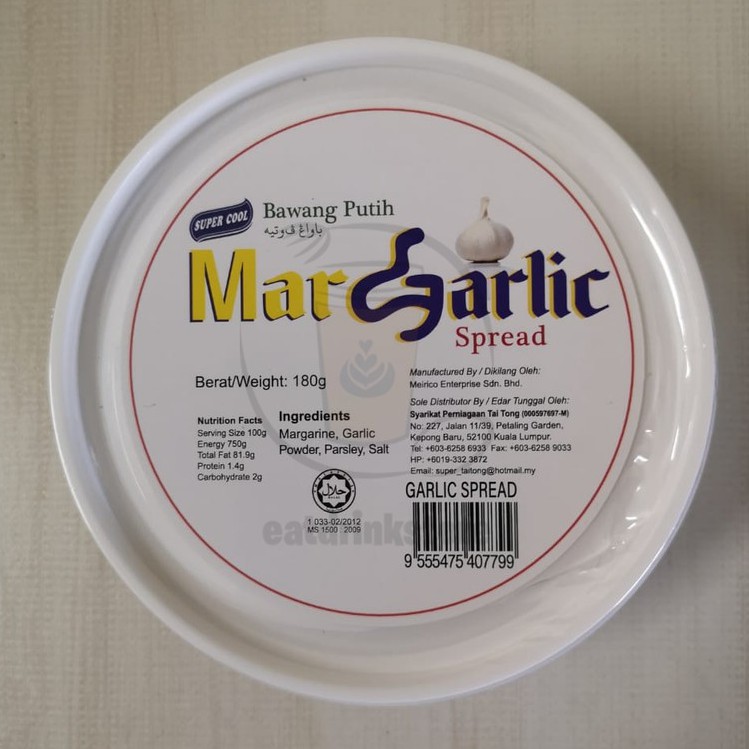 SUPER COOL
Bawang Putih
باواڠ ڤوتيه
MarGarlic
Spread
Berat/Weight: 180g
Nutrition Facts
Serving Size 100g
Energy 750g
Total Fat 81.9g
Protein 1.4g
Carbohydrate 2g
Ingredients
Margarine, Garlic
Powder, Parsley, Salt
حلال
1 033-02/2012
MS 1500 : 2009
Manufactured By / Dikilang Oleh:
Meirico Enterprise Sdn. Bhd.
Sole Distributor By / Edar Tunggal Oleh:
Syarikat Perniagaan Tai Tong (000597697-M)
No: 227, Jalan 11/39, Petaling Garden,
Kepong Baru, 52100 Kuala Lumpur.
Tel: +603-6258 6933 Fax: +603-6258 9033
HP: +6019-332 3872
Email: super_taitong@hotmail.my
GARLIC SPREAD
9 555475 407799